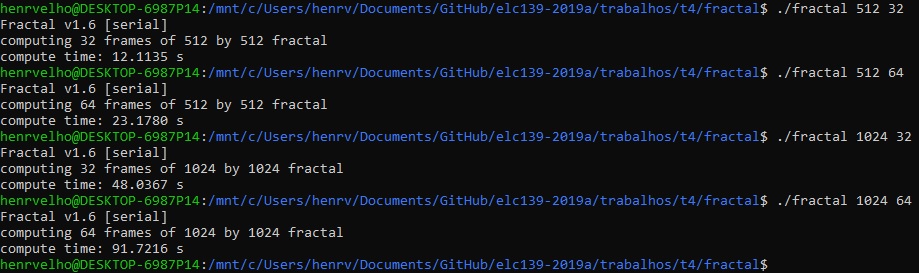 henrvelho@DESKTOP-6987P14:/mnt/c/Users/henrv/Documents/GitHub/elc139-2019a/trabalhos/t4/fractal$ ./fractal 512 32
Fractal v1.6 [serial]
computing 32 frames of 512 by 512 fractal
compute time: 12.1135 s
henrvelho@DESKTOP-6987P14:/mnt/c/Users/henrv/Documents/GitHub/elc139-2019a/trabalhos/t4/fractal$ ./fractal 512 64
Fractal v1.6 [serial]
computing 64 frames of 512 by 512 fractal
compute time: 23.1780 s
henrvelho@DESKTOP-6987P14:/mnt/c/Users/henrv/Documents/GitHub/elc139-2019a/trabalhos/t4/fractal$ ./fractal 1024 32
Fractal v1.6 [serial]
computing 32 frames of 1024 by 1024 fractal
compute time: 48.0367 s
henrvelho@DESKTOP-6987P14:/mnt/c/Users/henrv/Documents/GitHub/elc139-2019a/trabalhos/t4/fractal$ ./fractal 1024 64
Fractal v1.6 [serial]
computing 64 frames of 1024 by 1024 fractal
compute time: 91.7216 s
henrvelho@DESKTOP-6987P14:/mnt/c/Users/henrv/Documents/GitHub/elc139-2019a/trabalhos/t4/fractal$